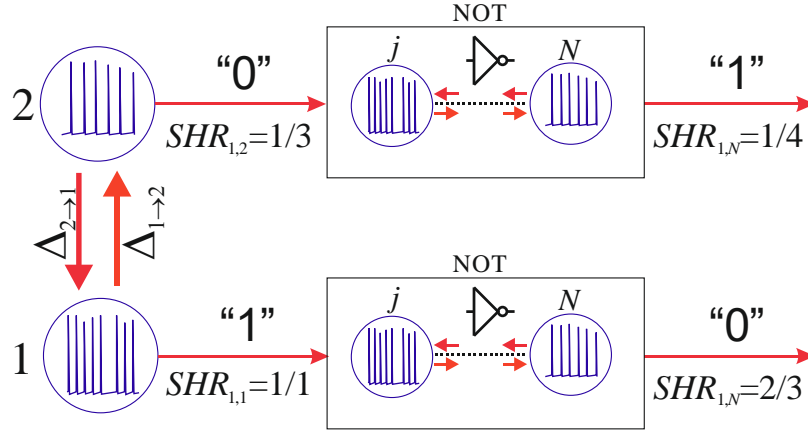 NOT
2
“0”
j
N
“1”
SHR1,2=1/3
SHR1,N=1/4
Δ2→1
Δ1→2
NOT
1
“1”
j
N
“0”
SHR1,1=1/1
SHR1,N=2/3